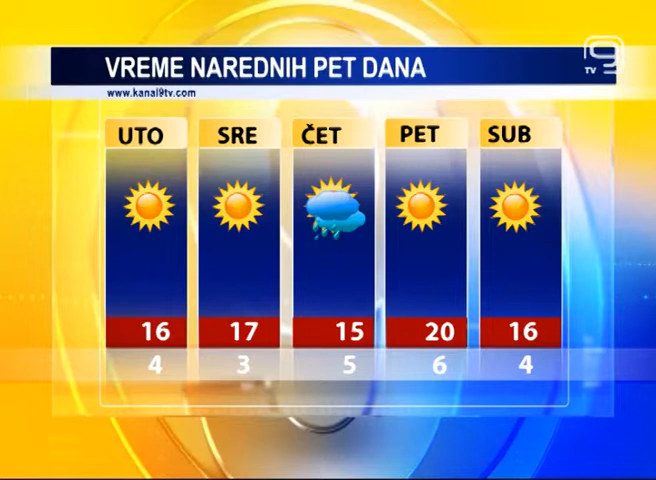 VREME NAREDNIH PET DANA
TV 9
www.kanal9tv.com
UTO SRE ČET PET SUB
16 17 15 20 16
4 3 5 6 4